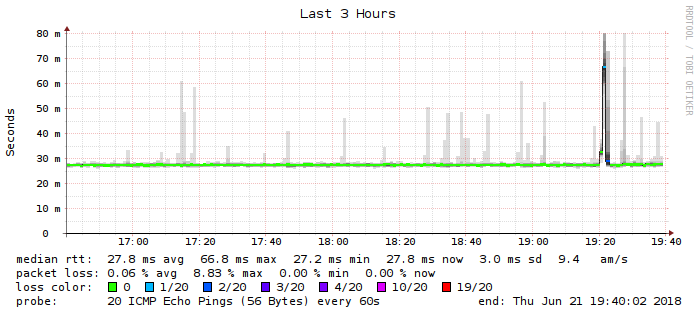 Last 3 Hours
RRDTOOL / TOBI OETIKER
Seconds
80 m
70 m
60 m
50 m
40 m
30 m
20 m
10 m
0
17:00 17:20 17:40 18:00 18:20 18:40 19:00 19:20 19:40
median rtt: 27.8 ms avg 66.8 ms max 27.2 ms min 27.8 ms now 3.0 ms sd 9.4 am/s
packet loss: 0.06 % avg 8.83 % max 0.00 % min 0.00 % now
loss color: 0 1/20 2/20 3/20 4/20 10/20 19/20
probe: 20 ICMP Echo Pings (56 Bytes) every 60s end: Thu Jun 21 19:40:02 2018